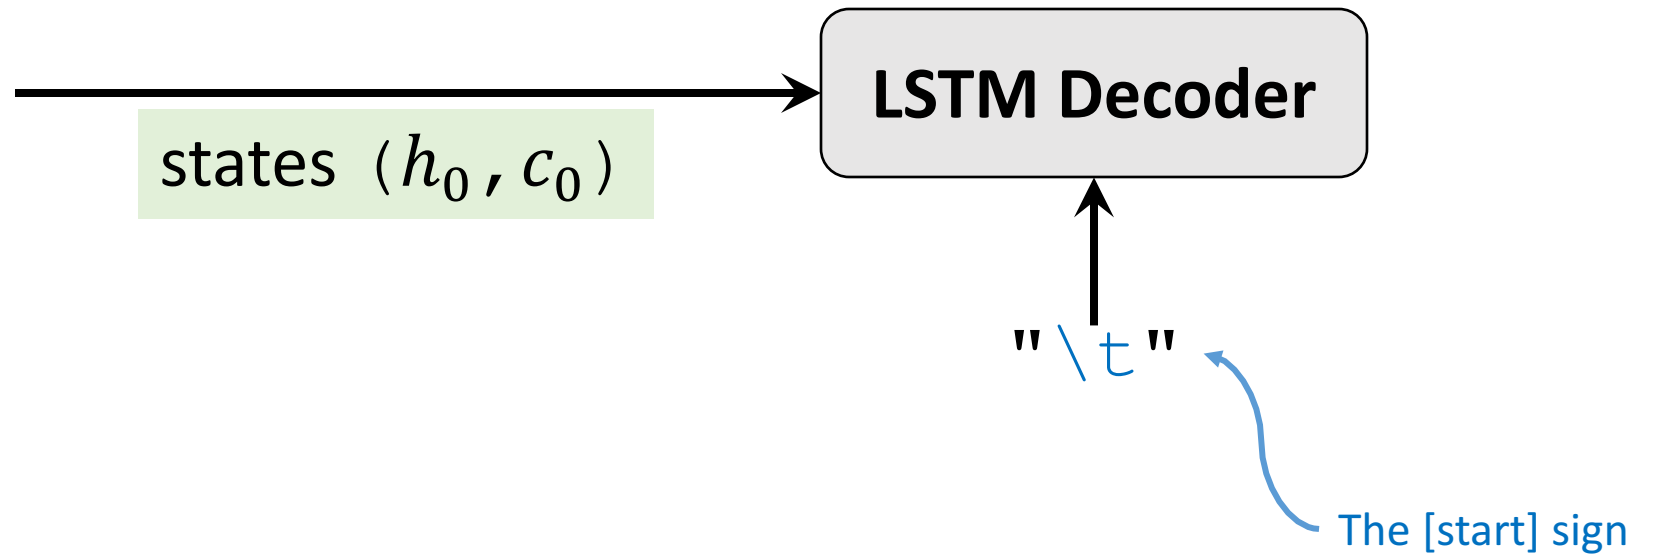 LSTM Decoder
states (h₀, c₀)
"\t"
The [start] sign